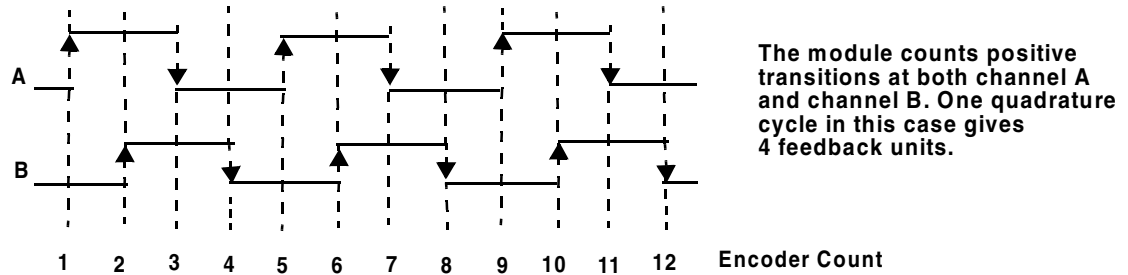 A
The module counts positive
transitions at both channel A
and channel B. One quadrature
cycle in this case gives
4 feedback units.
B
1 2 3 4 5 6 7 8 9 10 11 12 Encoder Count